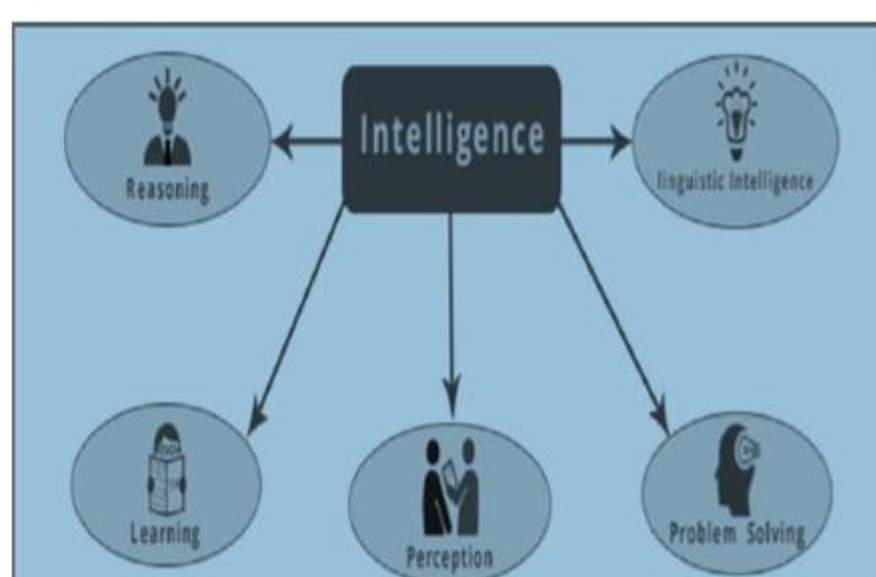 Intelligence
Reasoning
linguistic Intelligence
Learning
Perception
Problem Solving